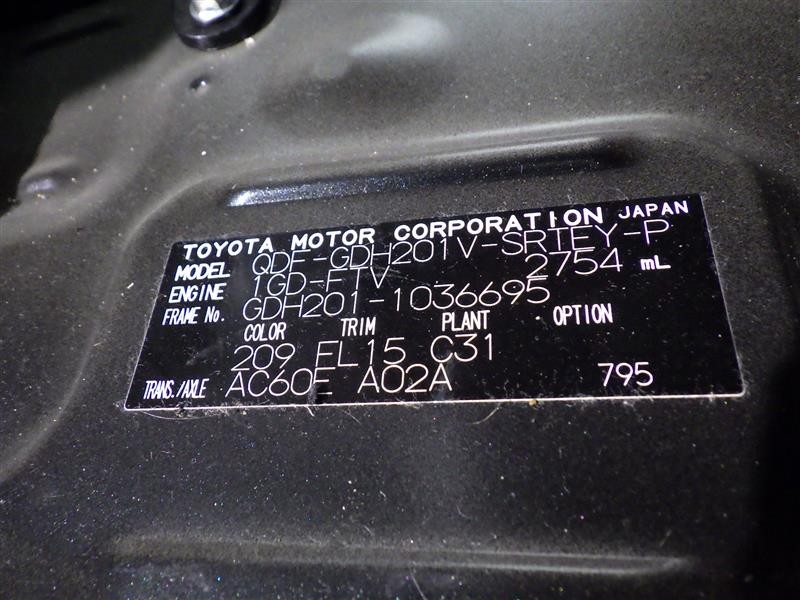 TOYOTA MOTOR CORPORATION JAPAN
MODEL QDF-GDH201V-SRTEY-P
ENGINE 1GD-FTV 2754 mL
FRAME No. GDH201-1036695
COLOR TRIM PLANT OPTION
209 FL15 C31
TRANS./AXLE AC60E A02A 795